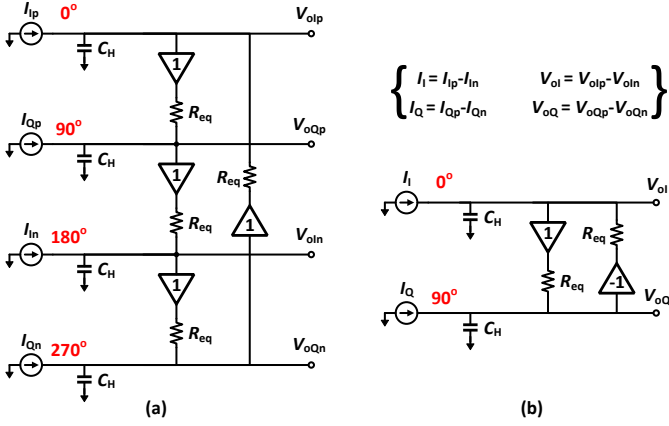 I_Ip 0° V_oIp
C_H 1
R_eq
I_Qp 90° V_oQp
C_H 1 R_eq
R_eq 1
I_In 180° V_oIn
C_H 1
R_eq
I_Qn 270° V_oQn
C_H
(a)
{ I_I = I_Ip-I_In V_oI = V_oIp-V_oIn }
{ I_Q = I_Qp-I_Qn V_oQ = V_oQp-V_oQn }
I_I 0° V_oI
C_H 1 R_eq
R_eq -1
I_Q 90° V_oQ
C_H
(b)